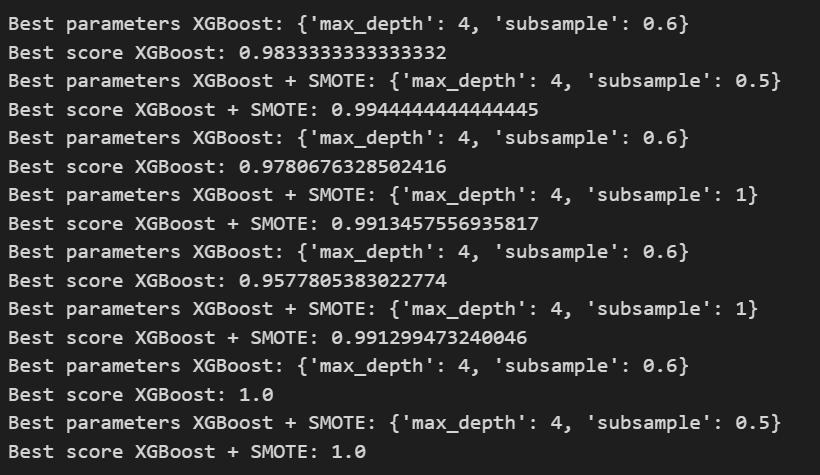 Best parameters XGBoost: {'max_depth': 4, 'subsample': 0.6}
Best score XGBoost: 0.9833333333333332
Best parameters XGBoost + SMOTE: {'max_depth': 4, 'subsample': 0.5}
Best score XGBoost + SMOTE: 0.9944444444444445
Best parameters XGBoost: {'max_depth': 4, 'subsample': 0.6}
Best score XGBoost: 0.9780676328502416
Best parameters XGBoost + SMOTE: {'max_depth': 4, 'subsample': 1}
Best score XGBoost + SMOTE: 0.9913457556935817
Best parameters XGBoost: {'max_depth': 4, 'subsample': 0.6}
Best score XGBoost: 0.9577805383022774
Best parameters XGBoost + SMOTE: {'max_depth': 4, 'subsample': 1}
Best score XGBoost + SMOTE: 0.991299473240046
Best parameters XGBoost: {'max_depth': 4, 'subsample': 0.6}
Best score XGBoost: 1.0
Best parameters XGBoost + SMOTE: {'max_depth': 4, 'subsample': 0.5}
Best score XGBoost + SMOTE: 1.0